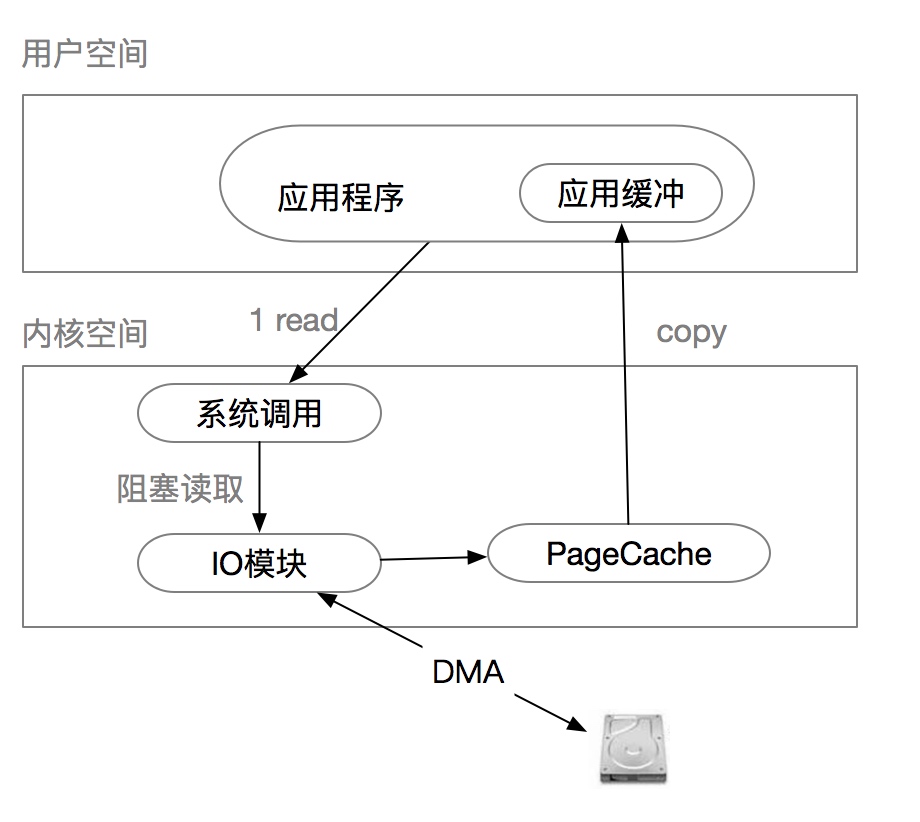 用户空间
应用程序
应用缓冲
1 read
内核空间
copy
系统调用
阻塞读取
IO模块
PageCache
DMA